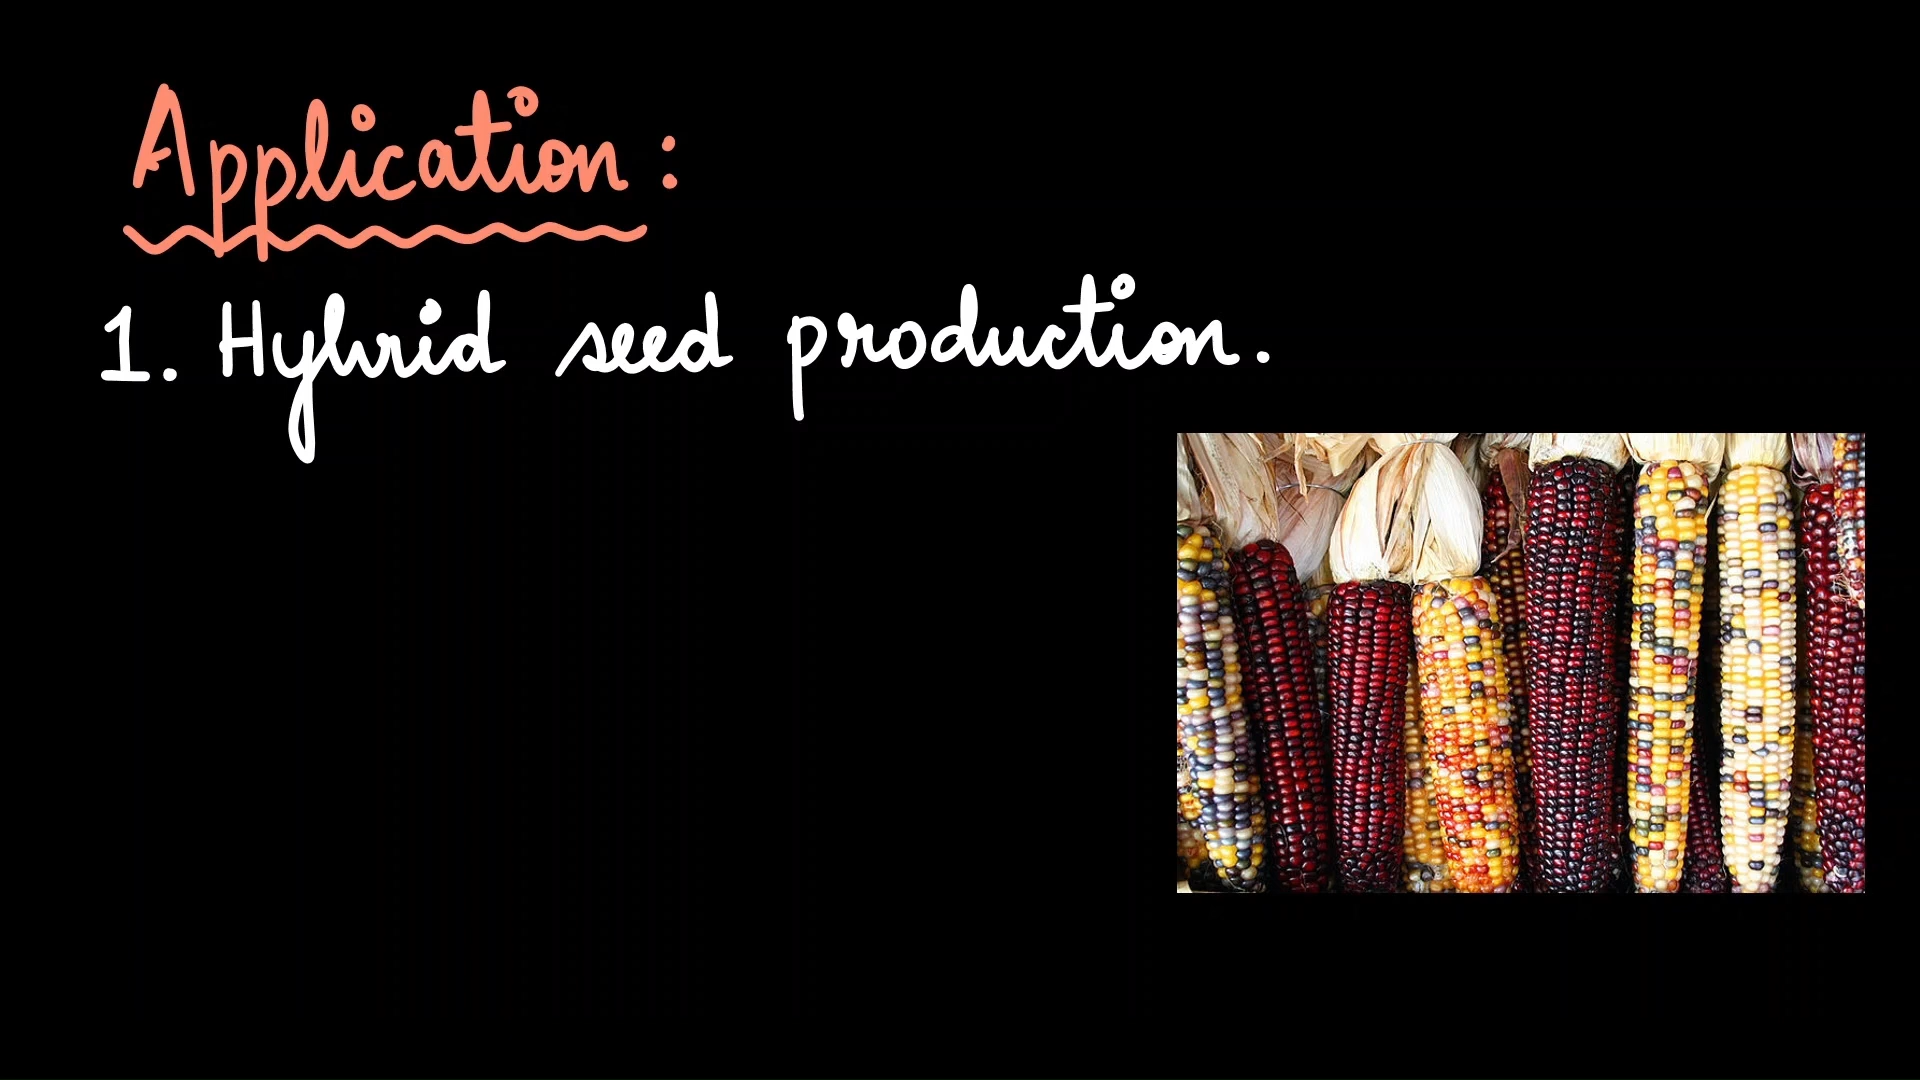 Application :
1. Hybrid seed production.